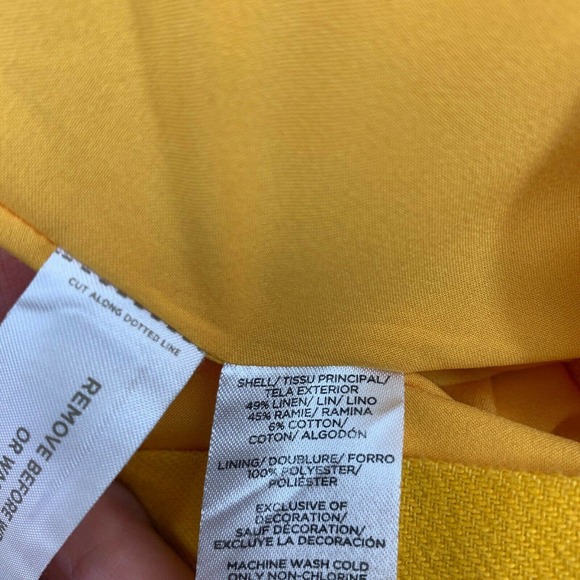 CUT ALONG DOTTED LINE
REMOVE BEFORE
OR
SHELL/ TISSU PRINCIPAL/
TELA EXTERIOR
49% LINEN/ LIN/ LINO
45% RAMIE/ RAMINA
6% COTTON/
COTON/ ALGODÓN
LINING/ DOUBLURE/ FORRO
100% POLYESTER/
POLIÉSTER
EXCLUSIVE OF
DECORATION/
SAUF DÉCORATION/
EXCLUYE LA DECORACIÓN
MACHINE WASH COLD
ONLY NON-CHLORINE